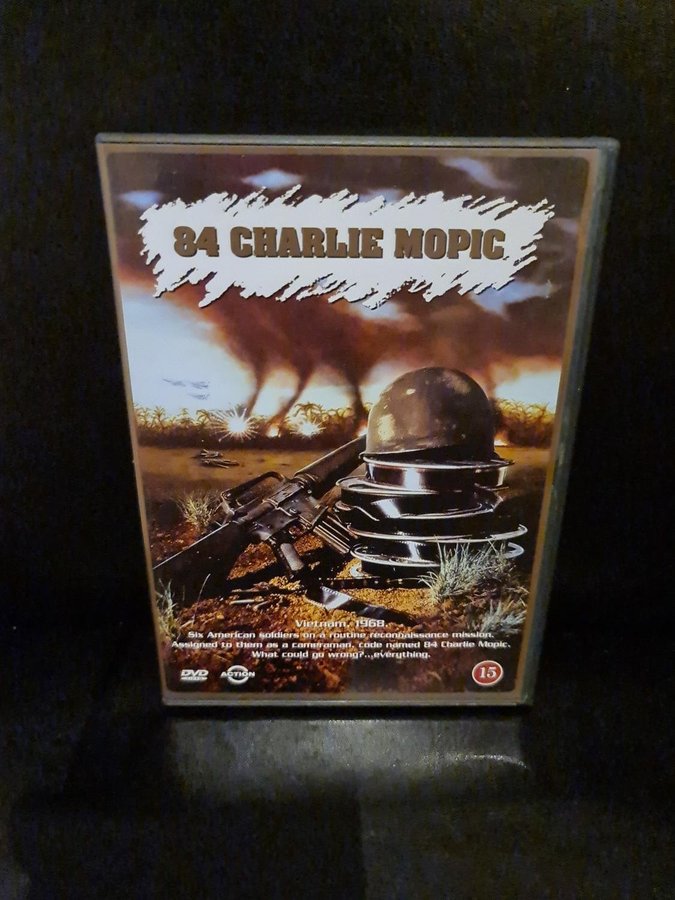 84 CHARLIE MOPIC
Vietnam, 1968.
Six American soldiers on a routine reconnaissance mission.
Assigned to them as a cameraman, code named 84 Charlie Mopic.
What could go wrong?...everything.
DVD
VIDEO
ACTION
15